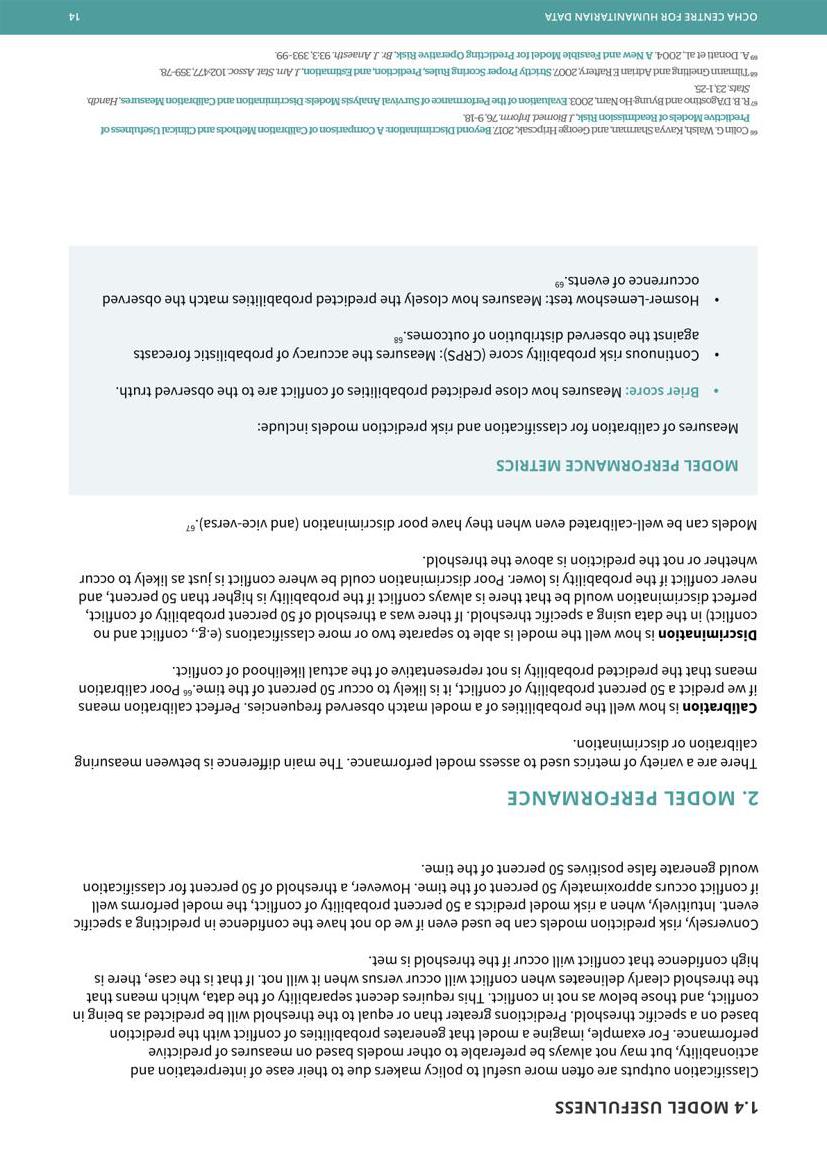 1.4 MODEL USEFULNESS
Classification outputs are often more useful to policy makers due to their ease of interpretation and
actionability, but may not always be preferable to other models based on measures of predictive
performance. For example, imagine a model that generates probabilities of conflict with the prediction
based on a specific threshold. Predictions greater than or equal to the threshold will be predicted as being in
conflict, and those below as not in conflict. This requires decent separability of the data, which means that
the threshold clearly delineates when conflict will occur versus when it will not. If that is the case, there is
high confidence that conflict will occur if the threshold is met.
Conversely, risk prediction models can be used even if we do not have the confidence in predicting a specific
event. Intuitively, when a risk model predicts a 50 percent probability of conflict, the model performs well
if conflict occurs approximately 50 percent of the time. However, a threshold of 50 percent for classification
would generate false positives 50 percent of the time.
2. MODEL PERFORMANCE
There are a variety of metrics used to assess model performance. The main difference is between measuring
calibration or discrimination.
Calibration is how well the probabilities of a model match observed frequencies. Perfect calibration means
if we predict a 50 percent probability of conflict, it is likely to occur 50 percent of the time.66 Poor calibration
means that the predicted probability is not representative of the actual likelihood of conflict.
Discrimination is how well the model is able to separate two or more classifications (e.g., conflict and no
conflict) in the data using a specific threshold. If there was a threshold of 50 percent probability of conflict,
perfect discrimination would be that there is always conflict if the probability is higher than 50 percent, and
never conflict if the probability is lower. Poor discrimination could be where conflict is just as likely to occur
whether or not the prediction is above the threshold.
Models can be well-calibrated even when they have poor discrimination (and vice-versa).67
MODEL PERFORMANCE METRICS
Measures of calibration for classification and risk prediction models include:
• Brier score: Measures how close predicted probabilities of conflict are to the observed truth.
• Continuous risk probability score (CRPS): Measures the accuracy of probabilistic forecasts
against the observed distribution of outcomes.68
• Hosmer-Lemeshow test: Measures how closely the predicted probabilities match the observed
occurrence of events.69
66 Colin G. Walsh, Kavya Sharman, and George Hripcsak, 2017. Beyond Discrimination: A Comparison of Calibration Methods and Clinical Usefulness of
Predictive Models of Readmission Risk, J Biomed. Inform. 76, 9-18.
67 R. B. D'Agostino and Byung-Ho Nam, 2003. Evaluation of the Performance of Survival Analysis Models: Discrimination and Calibration Measures, Handb.
Stats. 23, 1-25.
68 Tilmann Gneiting and Adrian E Raftery, 2007. Strictly Proper Scoring Rules, Prediction, and Estimation, J Am. Stat. Assoc. 102:477, 359-78.
69 A. Donati et al., 2004. A New and Feasible Model for Predicting Operative Risk, Br. J. Anaesth. 93:3, 393-99.
OCHA CENTRE FOR HUMANITARIAN DATA
14